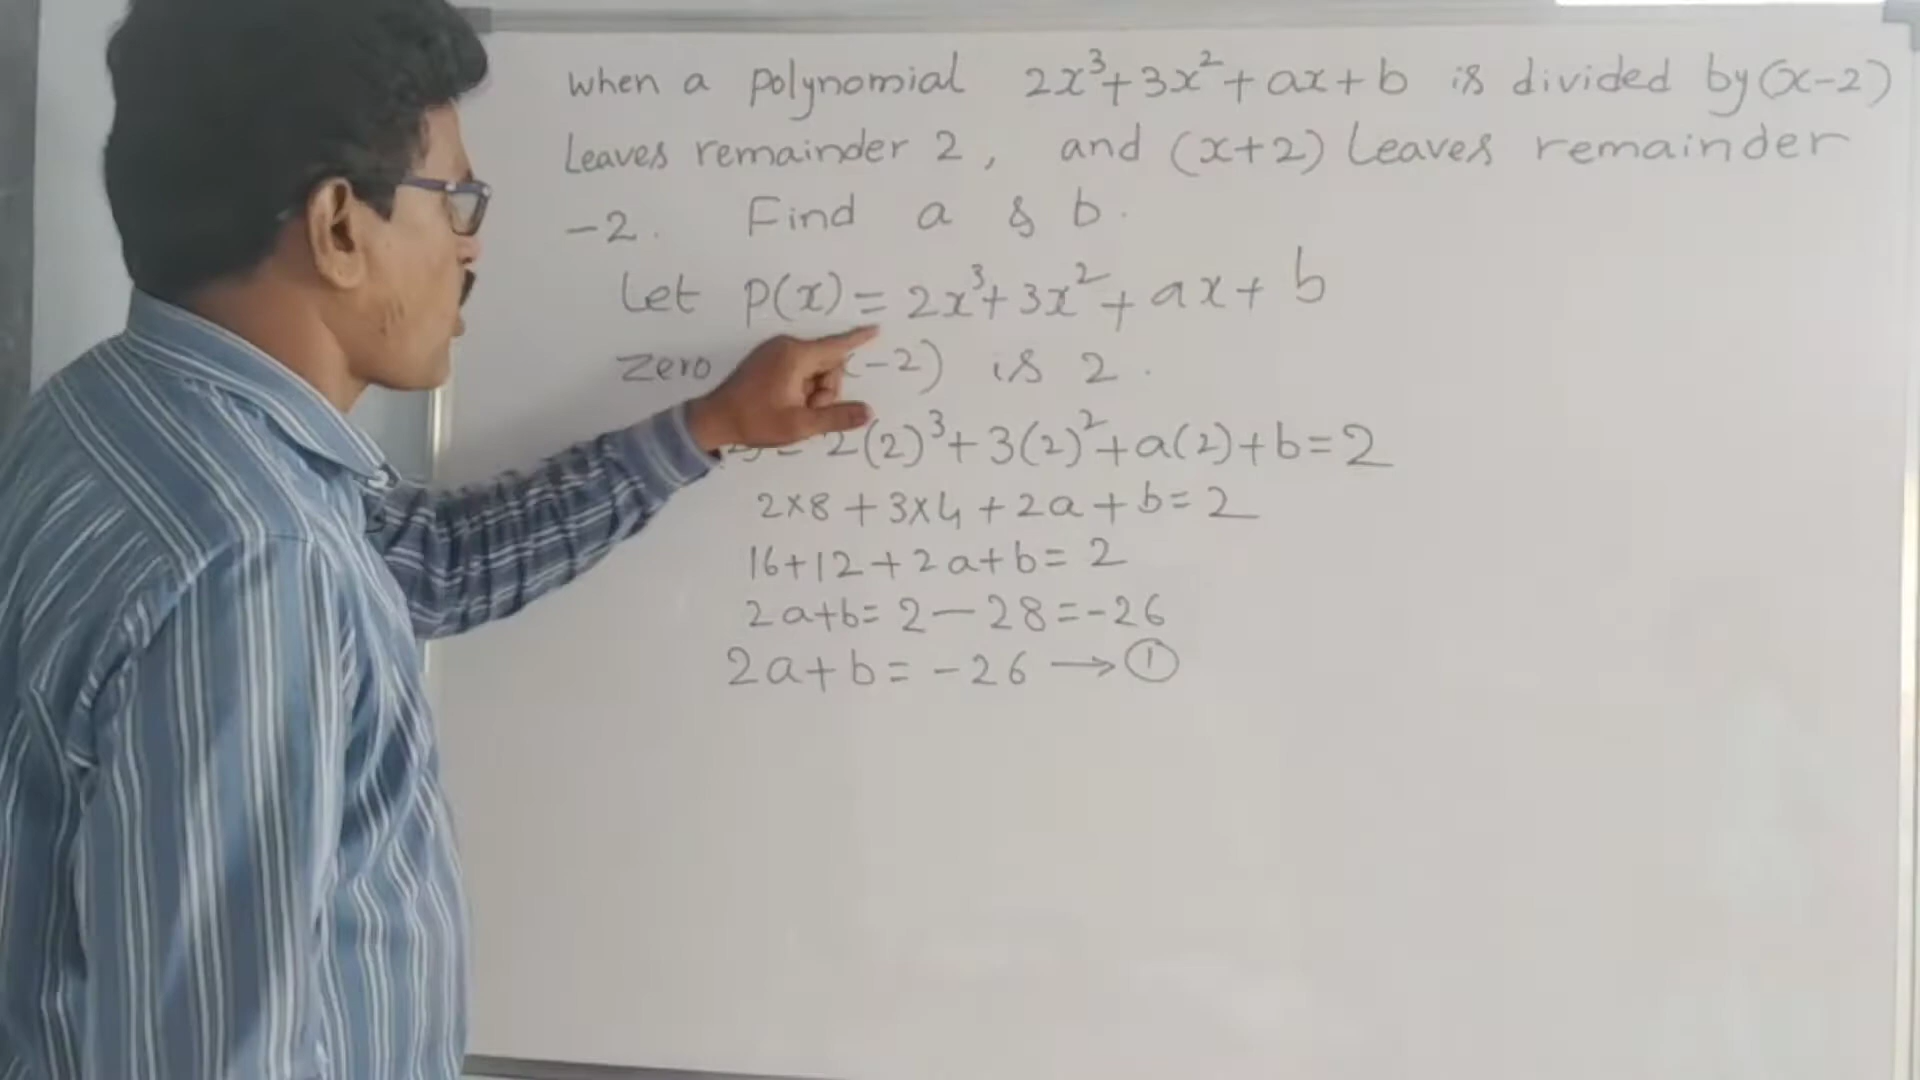 when a polynomial 2x³+3x²+ax+b is divided by (x-2)
leaves remainder 2, and (x+2) leaves remainder
-2. Find a & b.
Let p(x)=2x³+3x²+ax+b
zero -2) is 2.
2(2)³+3(2)²+a(2)+b=2
2×8+3×4+2a+b=2
16+12+2a+b=2
2a+b=2-28=-26
2a+b=-26→①